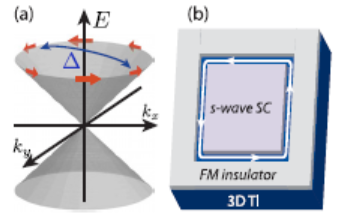 (a)
E
Δ
k_x
k_y
(b)
s-wave SC
FM insulator
3D TI